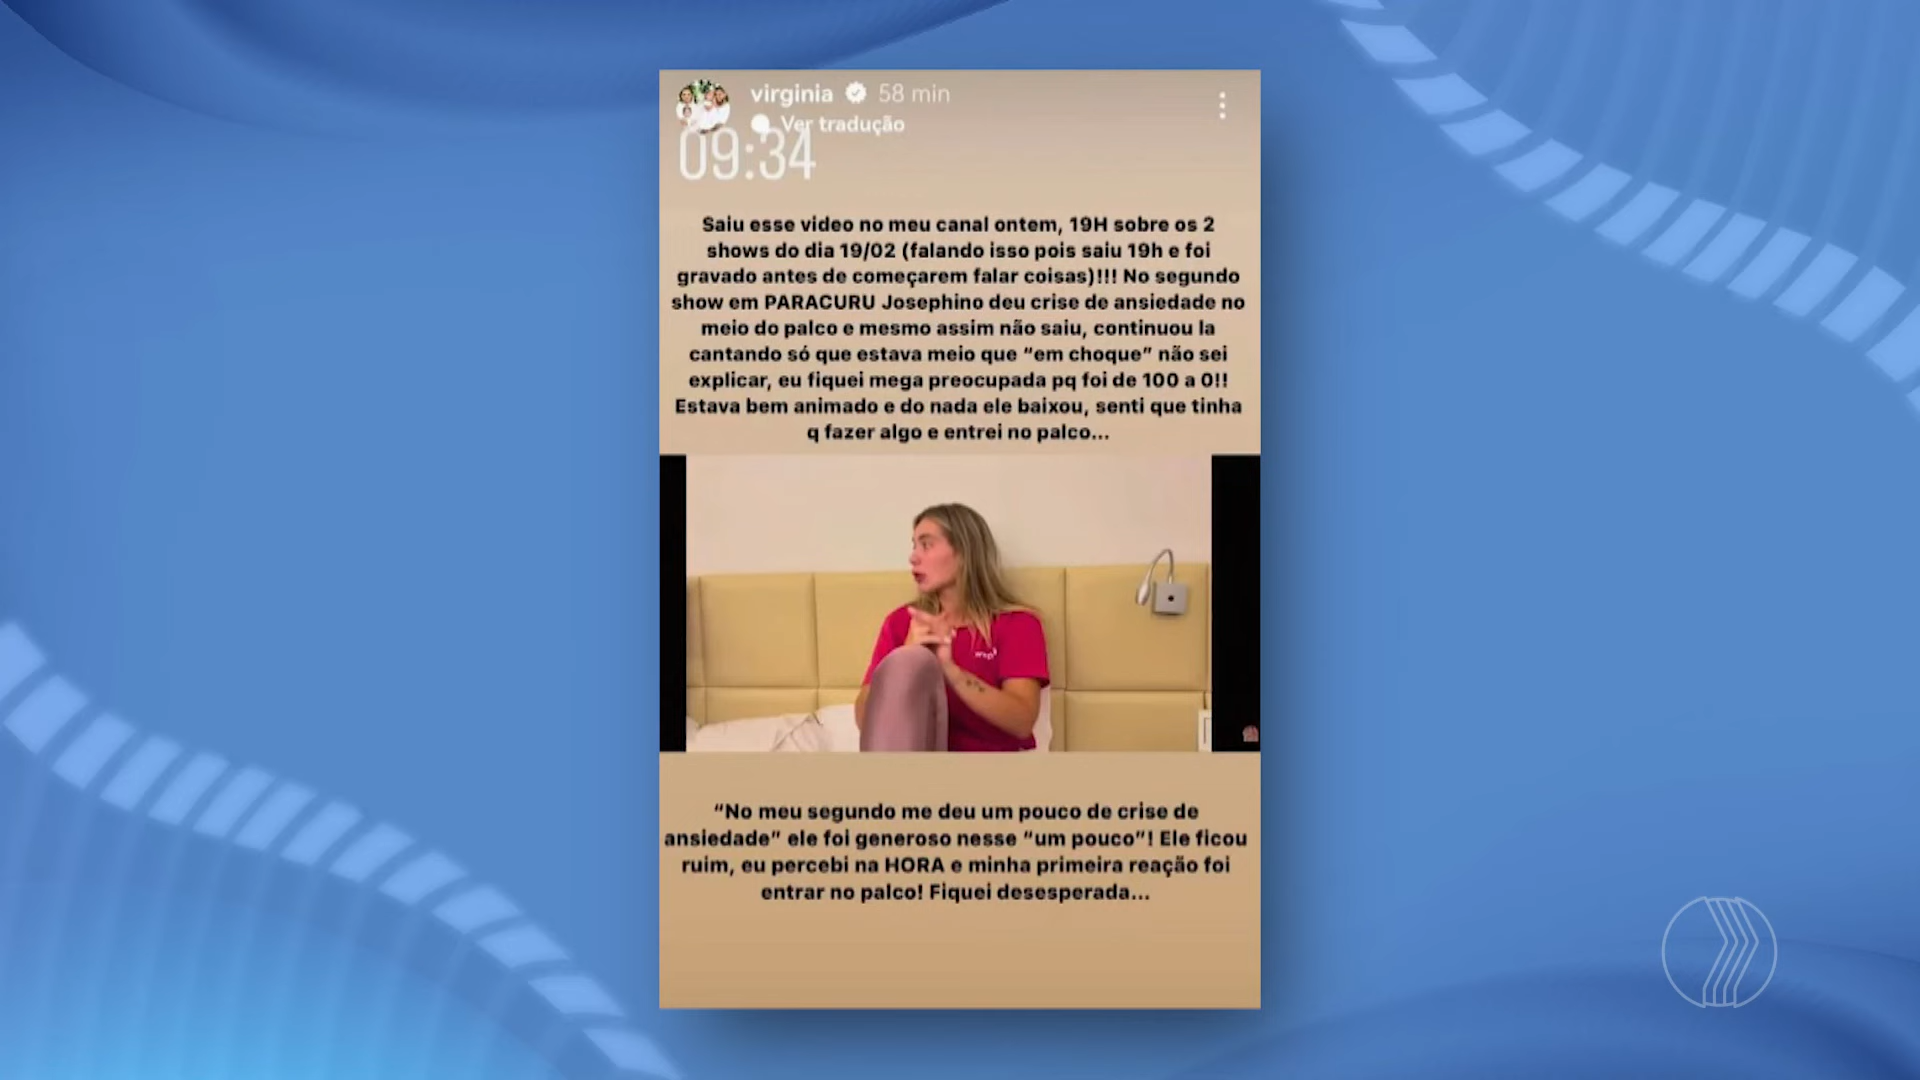 virginia 58 min
Ver tradução
09:34
Saiu esse video no meu canal ontem, 19H sobre os 2
shows do dia 19/02 (falando isso pois saiu 19h e foi
gravado antes de começarem falar coisas)!!! No segundo
show em PARACURU Josephino deu crise de ansiedade no
meio do palco e mesmo assim não saiu, continuou la
cantando só que estava meio que “em choque” não sei
explicar, eu fiquei mega preocupada pq foi de 100 a 0!!
Estava bem animado e do nada ele baixou, senti que tinha
q fazer algo e entrei no palco...
“No meu segundo me deu um pouco de crise de
ansiedade” ele foi generoso nesse “um pouco”! Ele ficou
ruim, eu percebi na HORA e minha primeira reação foi
entrar no palco! Fiquei desesperada...